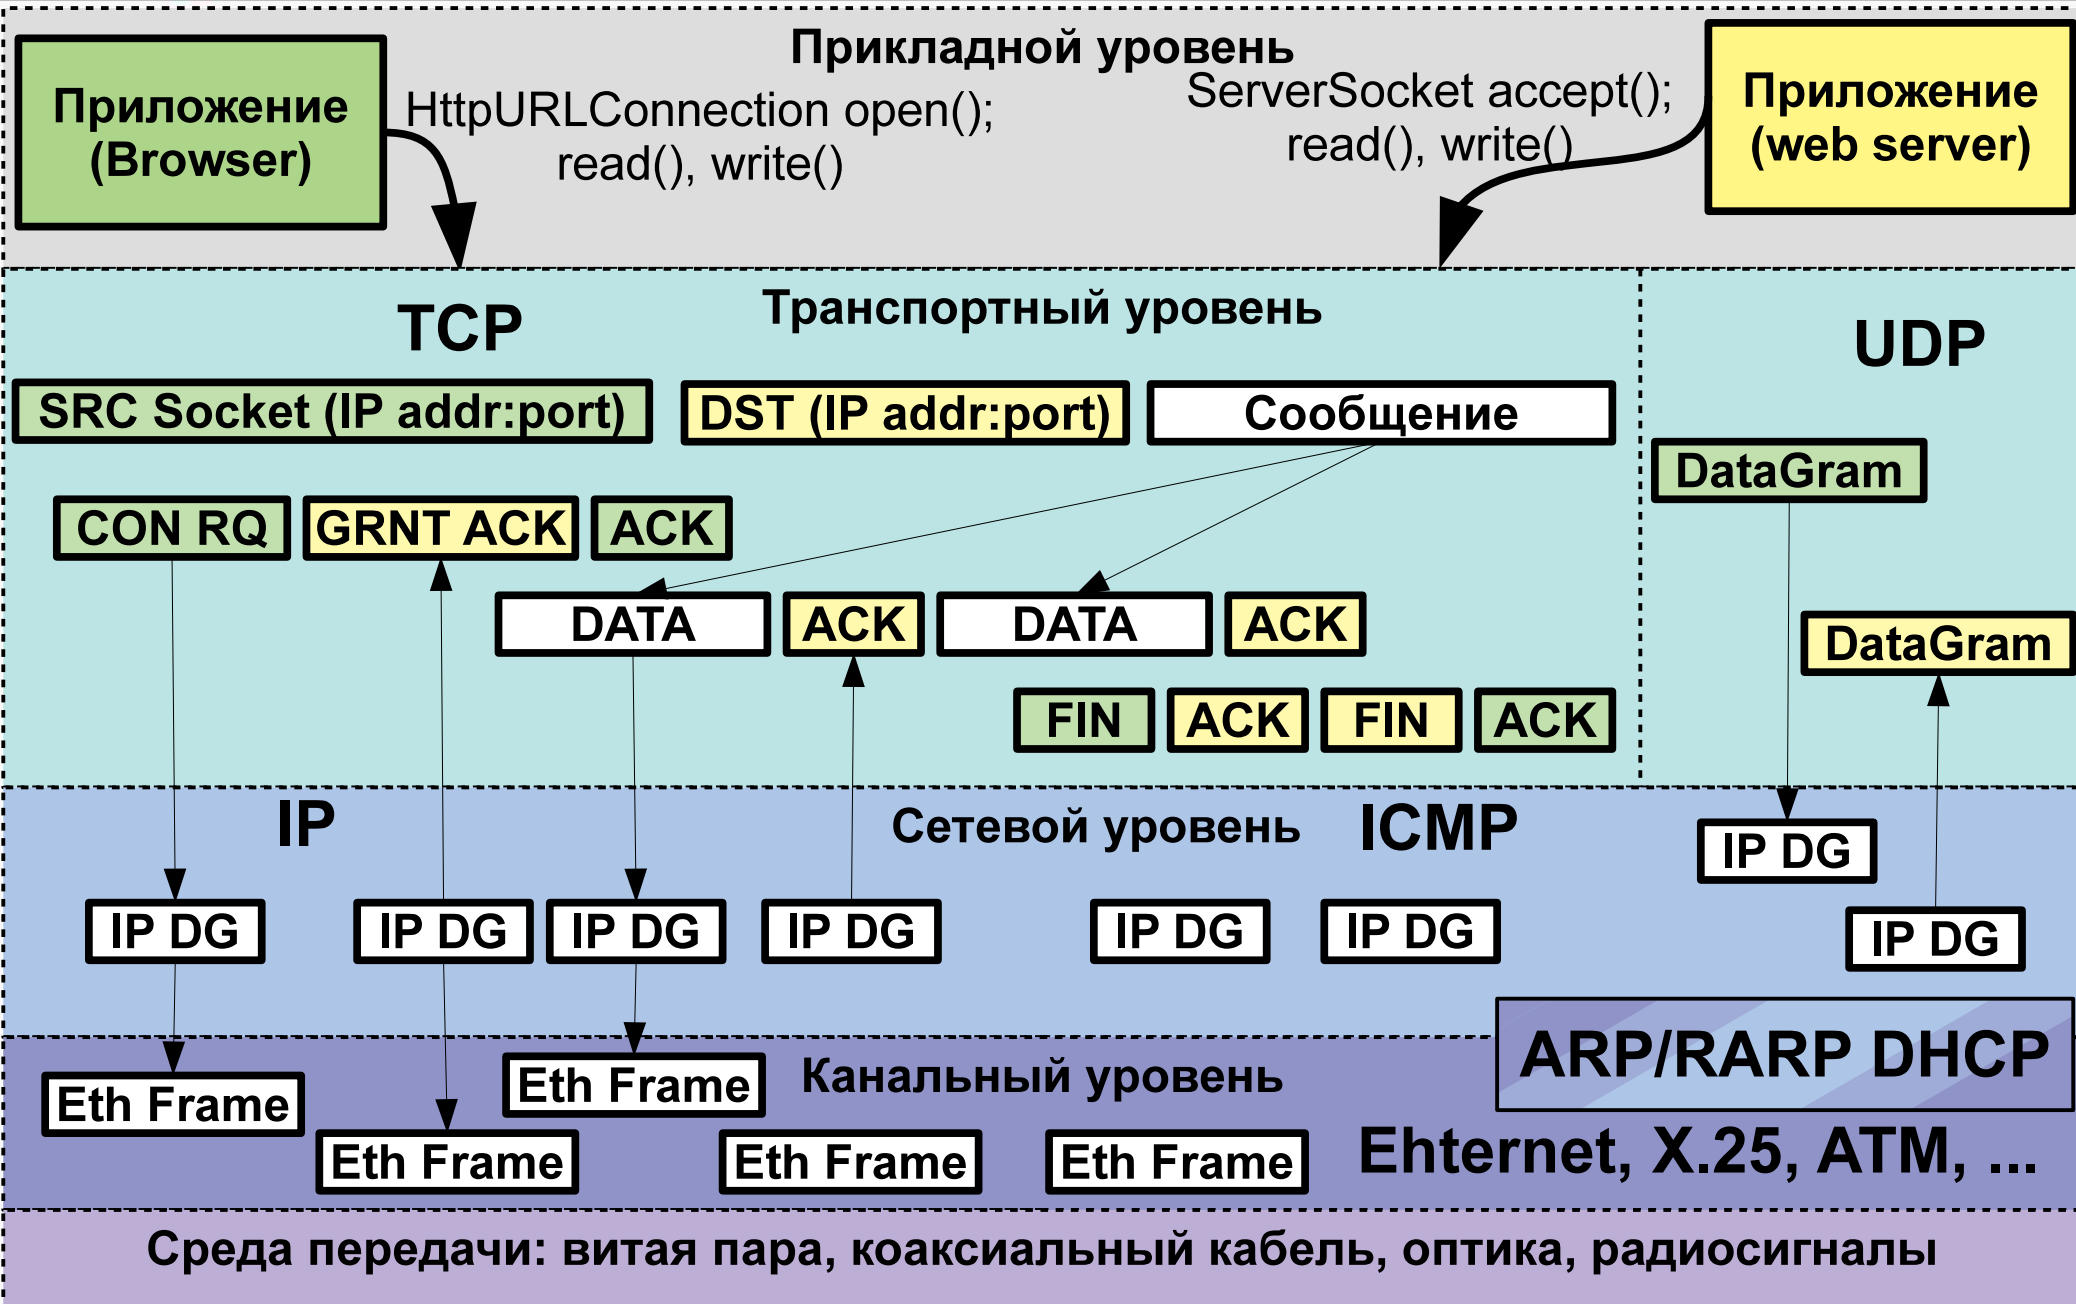 Прикладной уровень
Приложение
(Browser)
HttpURLConnection open();
read(), write()
ServerSocket accept();
read(), write()
Приложение
(web server)
TCP
Транспортный уровень
UDP
SRC Socket (IP addr:port)
DST (IP addr:port)
Сообщение
DataGram
CON RQ
GRNT ACK
ACK
DATA
ACK
DATA
ACK
DataGram
FIN
ACK
FIN
ACK
IP
Сетевой уровень
ICMP
IP DG
IP DG
IP DG
IP DG
IP DG
IP DG
IP DG
IP DG
ARP/RARP DHCP
Канальный уровень
Eth Frame
Eth Frame
Eth Frame
Eth Frame
Eth Frame
Ehternet, X.25, ATM, ...
Среда передачи: витая пара, коаксиальный кабель, оптика, радиосигналы